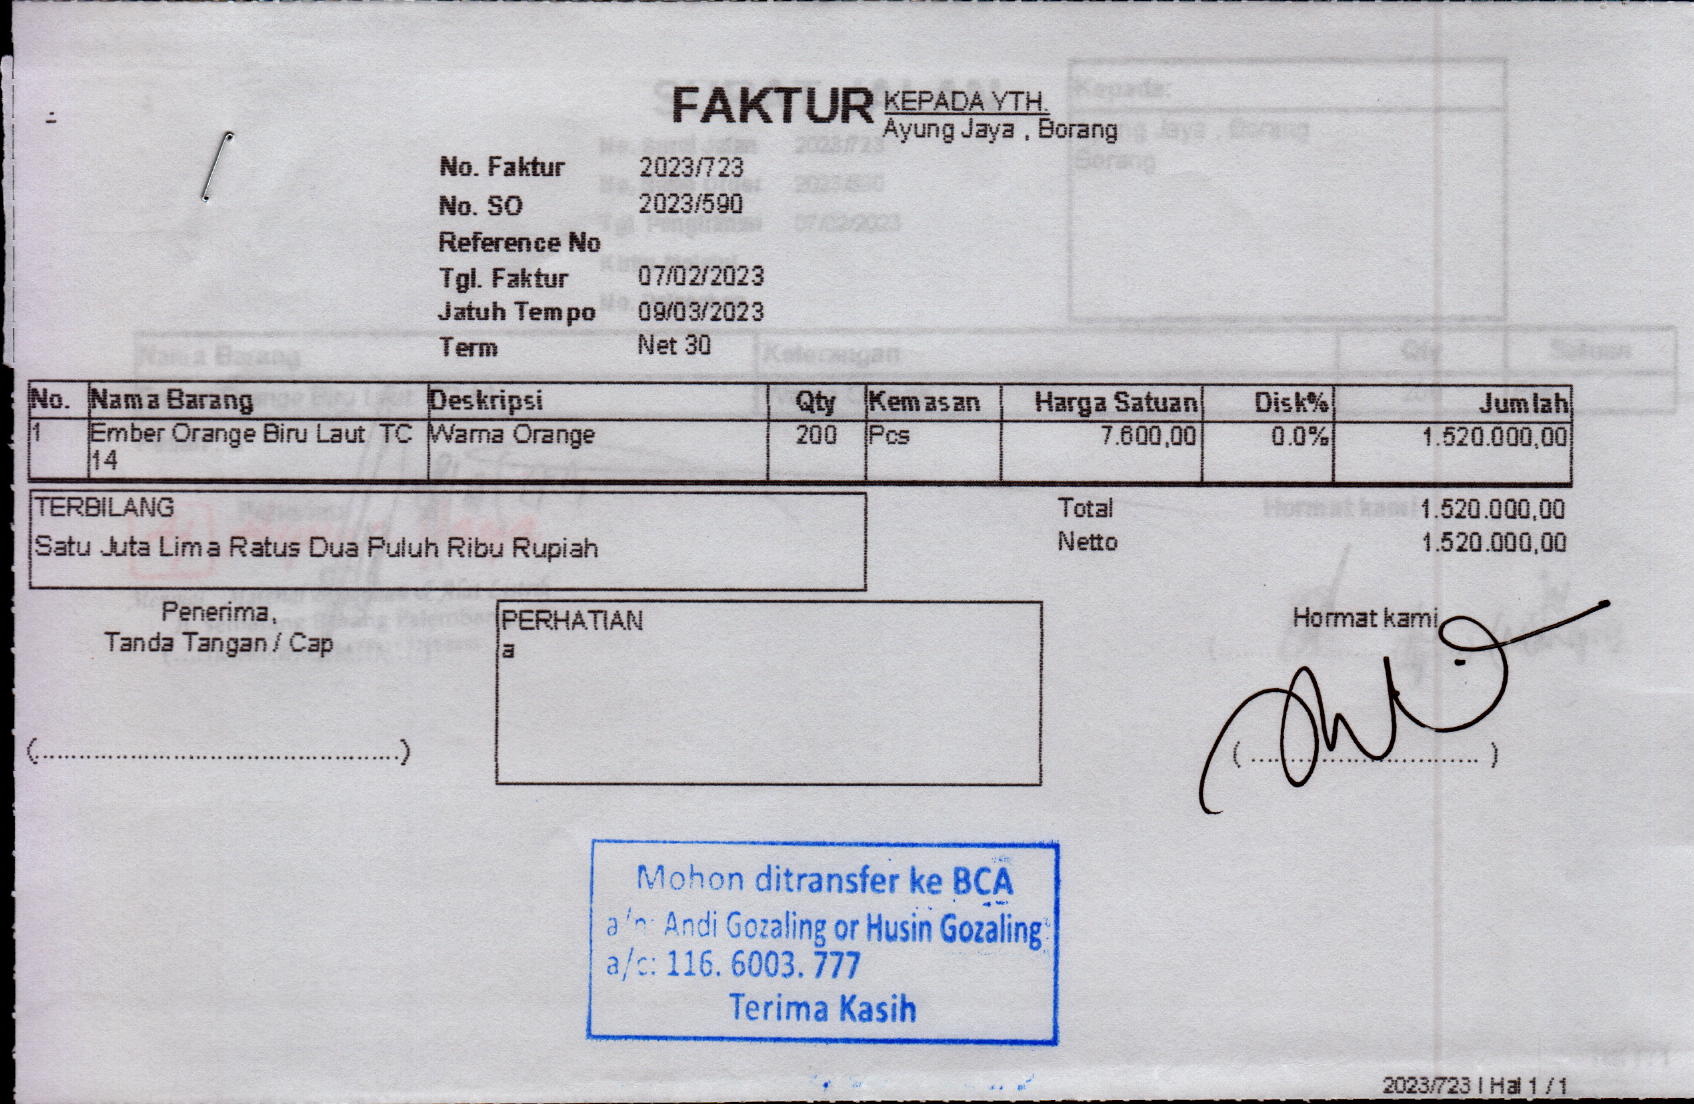 FAKTUR
KEPADA YTH.
Ayung Jaya , Borang
No. Faktur 2023/723
No. SO 2023/590
Reference No
Tgl. Faktur 07/02/2023
Jatuh Tempo 09/03/2023
Term Net 30
No. Nama Barang Deskripsi Qty Kemasan Harga Satuan Disk% Jumlah
1 Ember Orange Biru Laut TC Warna Orange 200 Pcs 7.600,00 0.0% 1.520.000,00
14
TERBILANG
Satu Juta Lima Ratus Dua Puluh Ribu Rupiah
Total 1.520.000,00
Netto 1.520.000,00
Penerima,
Tanda Tangan / Cap
(..............................................)
PERHATIAN
a
Hormat kami
( ............................. )
Mohon ditransfer ke BCA
a/n: Andi Gozaling or Husin Gozaling
a/c: 116. 6003. 777
Terima Kasih
2023/723 | Hal 1 / 1